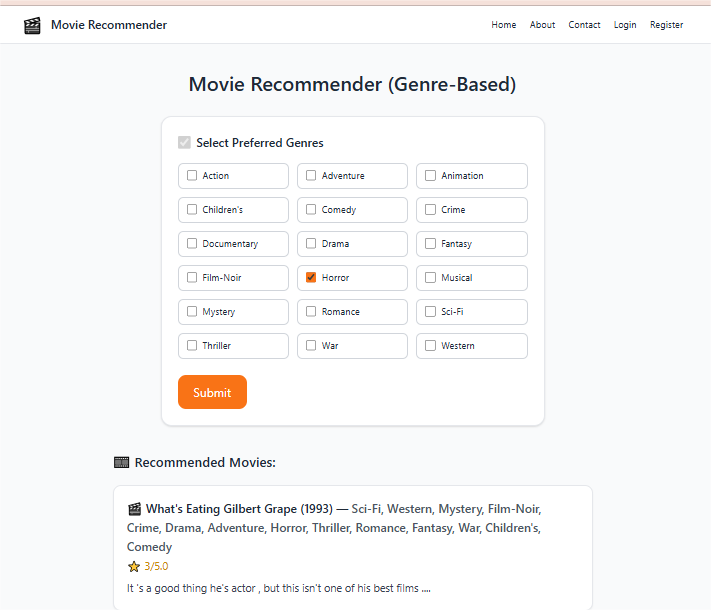 Movie Recommender
Home About Contact Login Register
Movie Recommender (Genre-Based)
Select Preferred Genres
Action Adventure Animation
Children's Comedy Crime
Documentary Drama Fantasy
Film-Noir Horror Musical
Mystery Romance Sci-Fi
Thriller War Western
Submit
Recommended Movies:
What's Eating Gilbert Grape (1993) — Sci-Fi, Western, Mystery, Film-Noir,
Crime, Drama, Adventure, Horror, Thriller, Romance, Fantasy, War, Children's,
Comedy
3/5.0
It 's a good thing he's actor , but this isn't one of his best films ....